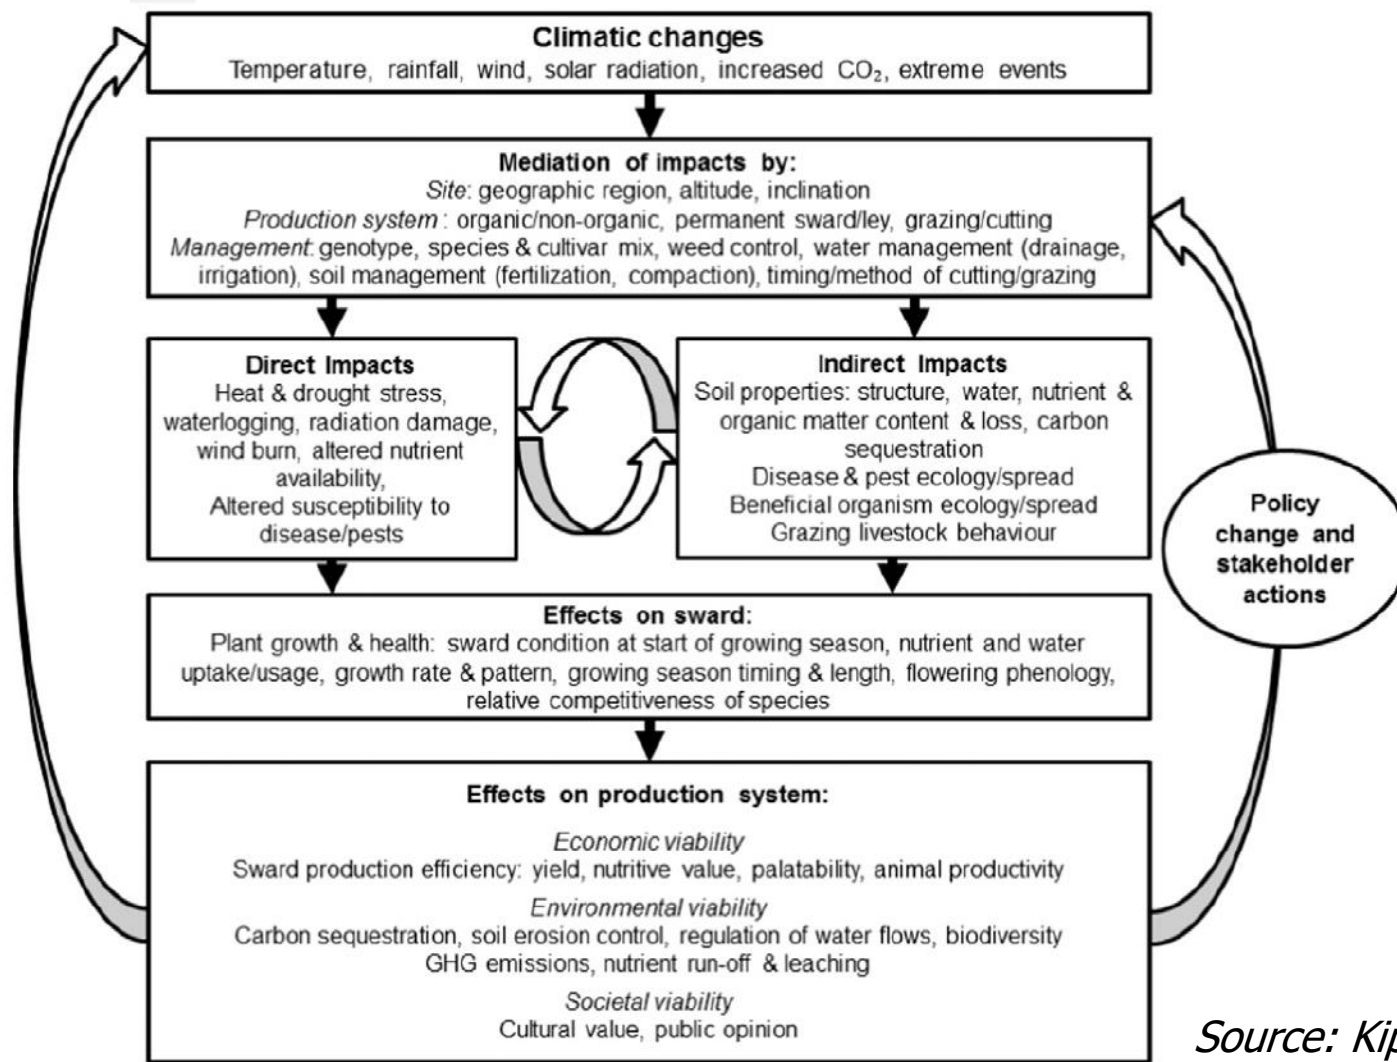 Climatic changes
Temperature, rainfall, wind, solar radiation, increased CO₂, extreme events
Mediation of impacts by:
Site: geographic region, altitude, inclination
Production system : organic/non-organic, permanent sward/ley, grazing/cutting
Management: genotype, species & cultivar mix, weed control, water management (drainage,
irrigation), soil management (fertilization, compaction), timing/method of cutting/grazing
Direct Impacts
Heat & drought stress,
waterlogging, radiation damage,
wind burn, altered nutrient
availability,
Altered susceptibility to
disease/pests
Indirect Impacts
Soil properties: structure, water, nutrient &
organic matter content & loss, carbon
sequestration
Disease & pest ecology/spread
Beneficial organism ecology/spread
Grazing livestock behaviour
Policy
change and
stakeholder
actions
Effects on sward:
Plant growth & health: sward condition at start of growing season, nutrient and water
uptake/usage, growth rate & pattern, growing season timing & length, flowering phenology,
relative competitiveness of species
Effects on production system:
Economic viability
Sward production efficiency: yield, nutritive value, palatability, animal productivity
Environmental viability
Carbon sequestration, soil erosion control, regulation of water flows, biodiversity
GHG emissions, nutrient run-off & leaching
Societal viability
Cultural value, public opinion
Source: